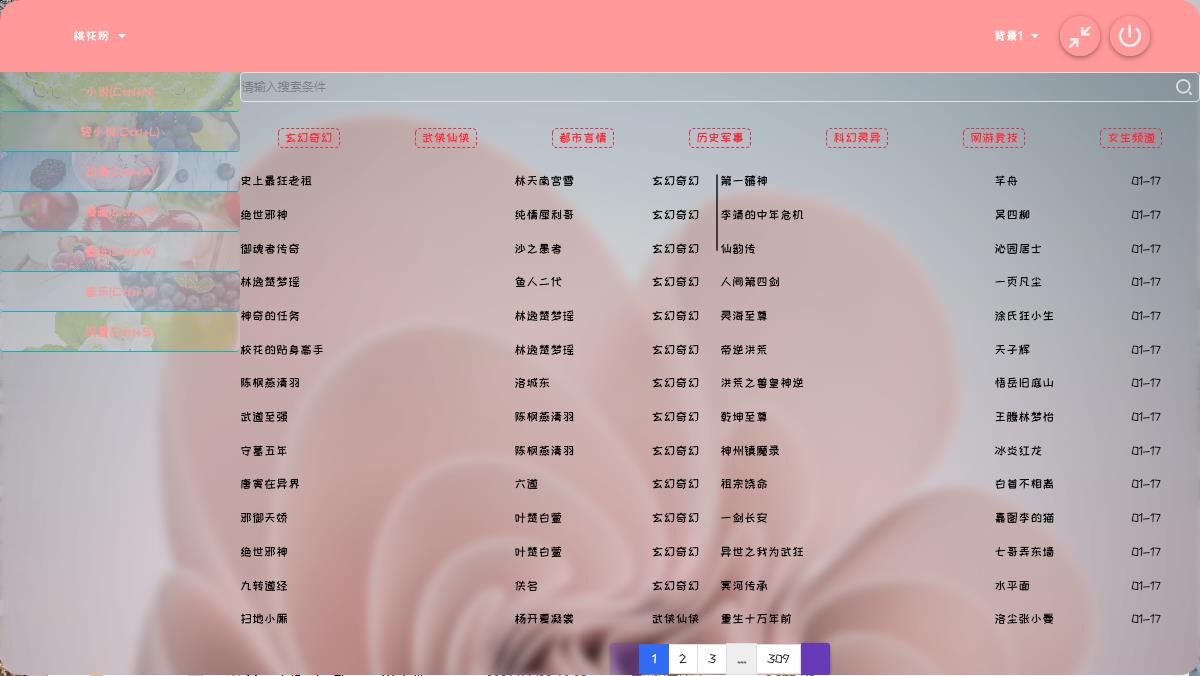 桃花粉
背景1
小说(Ctrl+N)
轻小说(Ctrl+L)
请输入搜索条件
玄幻奇幻 武侠仙侠 都市言情 历史军事 科幻灵异 网游竞技 女生频道
史上最狂老祖 林天南宫雪 玄幻奇幻 第一赡神 芊舟 01-17
绝世邪神 纯情犀利哥 玄幻奇幻 李靖的中年危机 冥四柳 01-17
御魂者传奇 沙之愚者 玄幻奇幻 仙韵传 沁园居士 01-17
林逸楚梦瑶 鱼人二代 玄幻奇幻 人间第四剑 一页凡尘 01-17
神奇的任务 林逸楚梦瑶 玄幻奇幻 灵海至尊 涂氏狂小生 01-17
校花的贴身高手 林逸楚梦瑶 玄幻奇幻 帝逆洪荒 天子辉 01-17
陈枫燕清羽 洛城东 玄幻奇幻 洪荒之兽皇神逆 悟岳旧庭山 01-17
武道至强 陈枫燕清羽 玄幻奇幻 乾坤至尊 王腾林梦怡 01-17
守墓五年 陈枫燕清羽 玄幻奇幻 神州镇魔录 冰炎红龙 01-17
唐寅在异界 六道 玄幻奇幻 祖宗饶命 白首不相离 01-17
邪御天娇 叶楚白萱 玄幻奇幻 一剑长安 嘉图李的猫 01-17
绝世邪神 叶楚白萱 玄幻奇幻 异世之我为武狂 七哥弄东墙 01-17
九转道经 佚名 玄幻奇幻 冥河传承 水平面 01-17
扫地小厮 杨开夏凝裳 武侠仙侠 重生十万年前 洛尘张小曼 01-17
1 2 3 ... 309